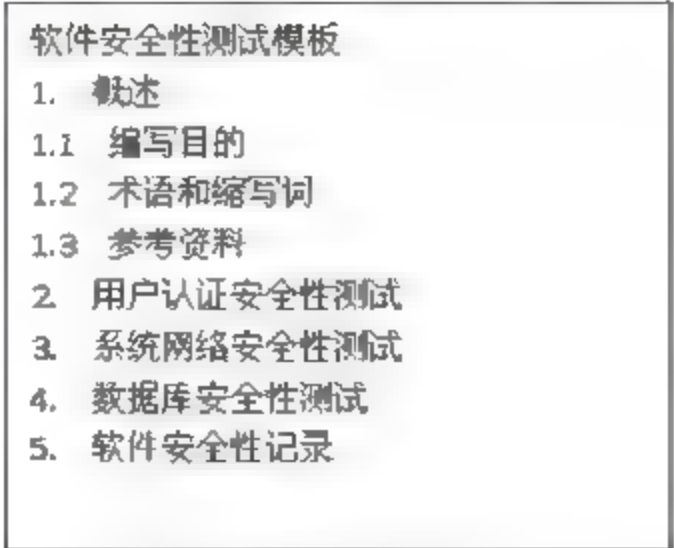 软件安全性测试模板
1. 概述
1.1 编写目的
1.2 术语和缩写词
1.3 参考资料
2. 用户认证安全性测试
3. 系统网络安全性测试
4. 数据库安全性测试
5. 软件安全性记录